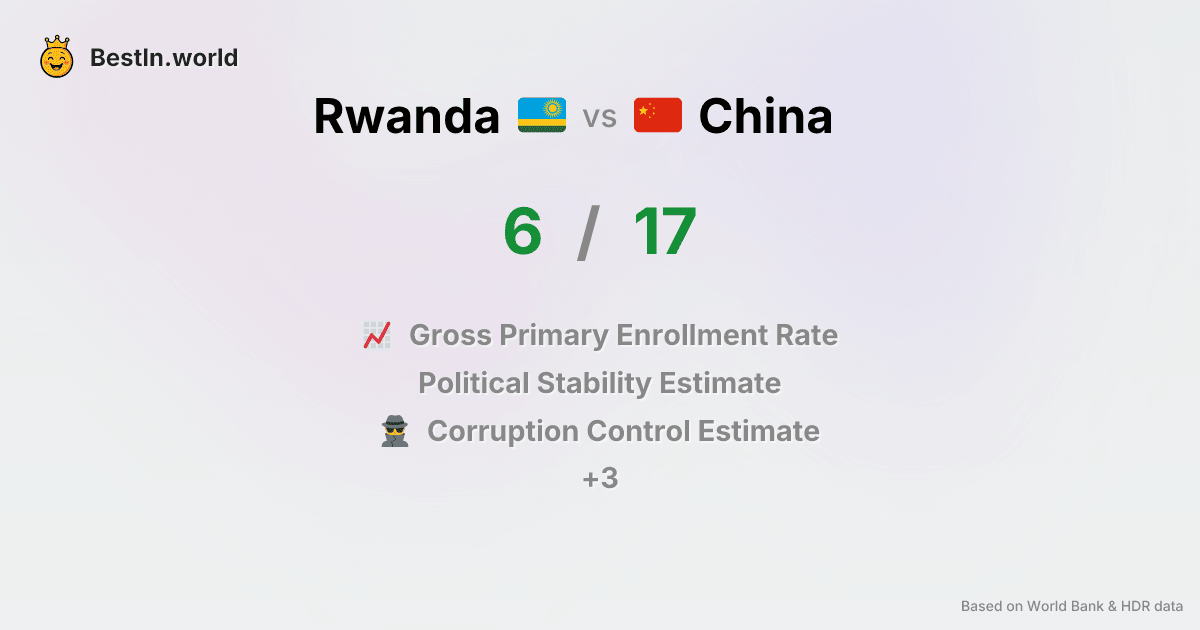 BestIn.world
Rwanda vs China
6 / 17
Gross Primary Enrollment Rate
Political Stability Estimate
Corruption Control Estimate
+3
Based on World Bank & HDR data